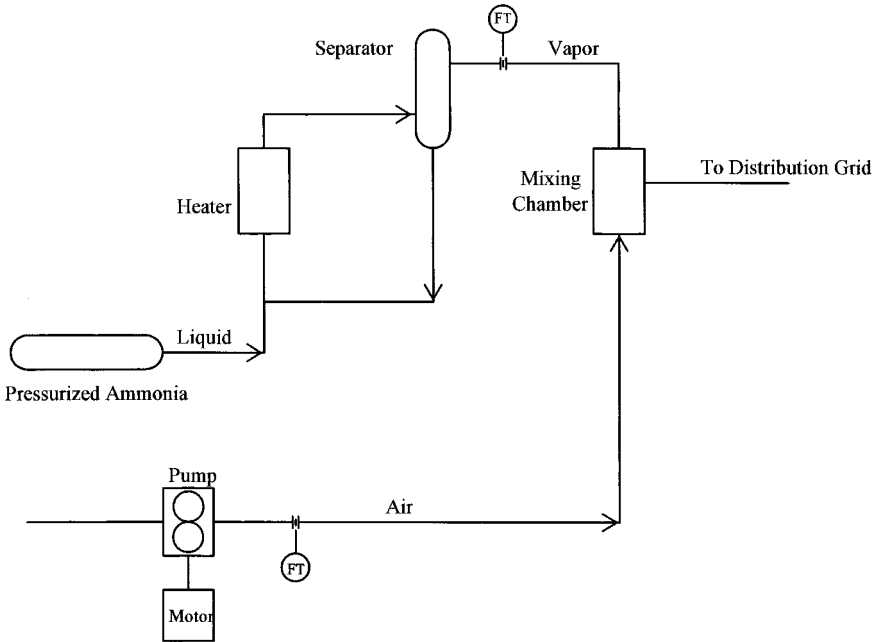 FT
Separator
Vapor
To Distribution Grid
Mixing
Chamber
Heater
Liquid
Pressurized Ammonia
Pump
Air
FT
Motor